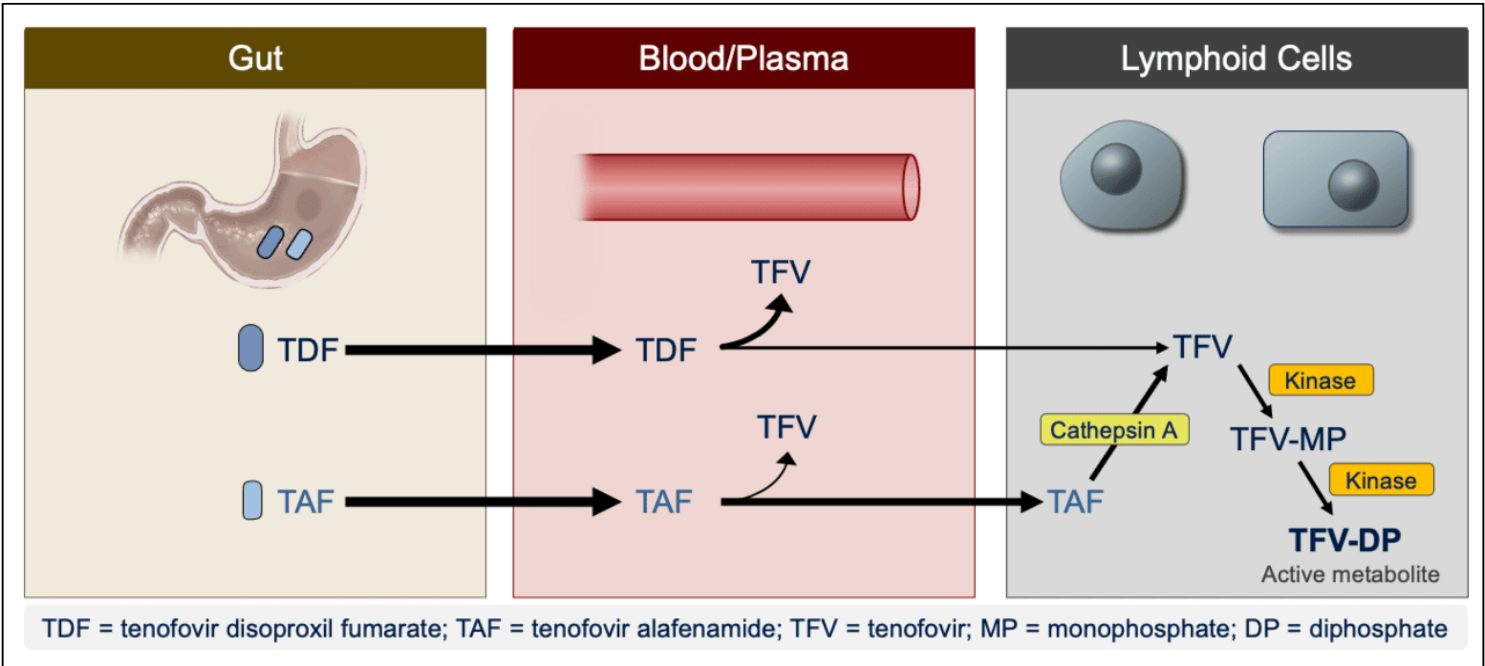 Gut
Blood/Plasma
Lymphoid Cells
TFV
TDF
TDF
TFV
Kinase
TFV
Cathepsin A
TFV-MP
Kinase
TAF
TAF
TAF
TFV-DP
Active metabolite
TDF = tenofovir disoproxil fumarate; TAF = tenofovir alafenamide; TFV = tenofovir; MP = monophosphate; DP = diphosphate